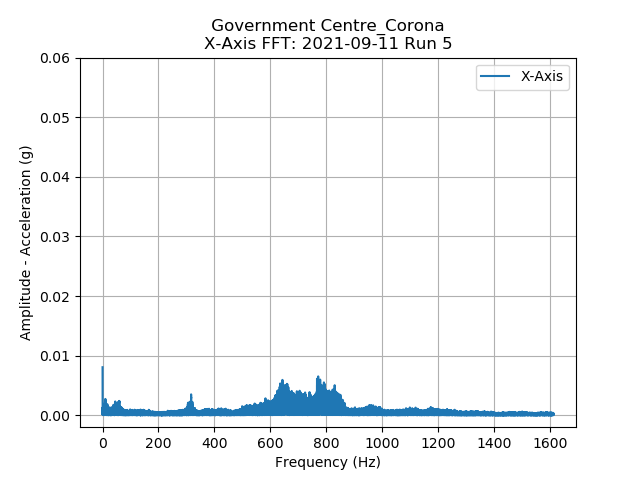 Government Centre_Corona
X-Axis FFT: 2021-09-11 Run 5
X-Axis
0.06
0.05
0.04
0.03
0.02
0.01
0.00
Amplitude - Acceleration (g)
0 200 400 600 800 1000 1200 1400 1600
Frequency (Hz)